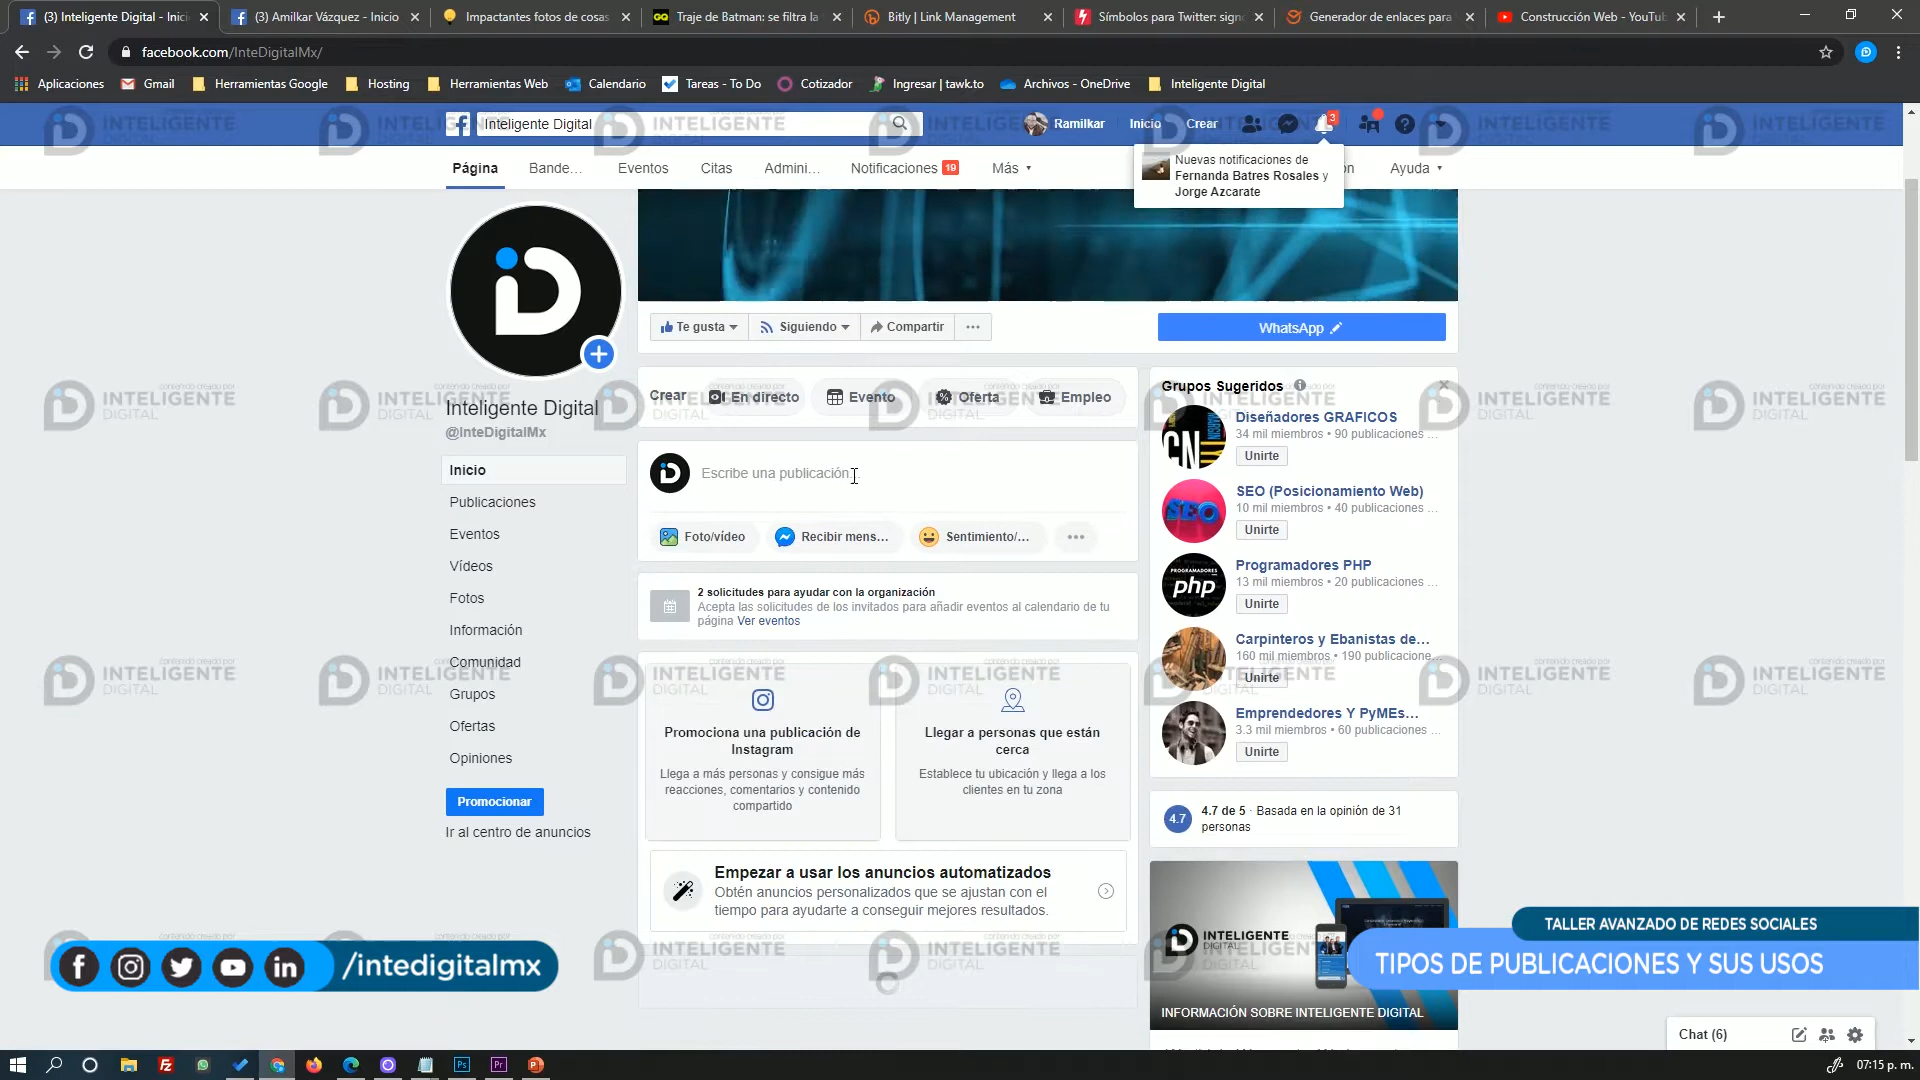 (3) Inteligente Digital - Inici
(3) Amilkar Vázquez - Inicio
Impactantes fotos de cosas
Traje de Batman: se filtra la
Bitly | Link Management
Símbolos para Twitter: sign
Generador de enlaces para
Construcción Web - YouTub
facebook.com/InteDigitalMx/
Aplicaciones
Gmail
Herramientas Google
Hosting
Herramientas Web
Calendario
Tareas - To Do
Cotizador
Ingresar | tawk.to
Archivos - OneDrive
Inteligente Digital
Inteligente Digital
Ramilkar
Inicio
Crear
3
Página
Bande...
Eventos
Citas
Admini...
Notificaciones 19
Más
Ayuda
Nuevas notificaciones de
Fernanda Batres Rosales y
Jorge Azcarate
Te gusta
Siguiendo
Compartir
WhatsApp
Inteligente Digital
@InteDigitalMx
Inicio
Publicaciones
Eventos
Vídeos
Fotos
Información
Comunidad
Grupos
Ofertas
Opiniones
Promocionar
Ir al centro de anuncios
Crear
En directo
Evento
Oferta
Empleo
Escribe una publicación...
Foto/vídeo
Recibir mens...
Sentimiento/...
2 solicitudes para ayudar con la organización
Acepta las solicitudes de los invitados para añadir eventos al calendario de tu
página Ver eventos
Promociona una publicación de
Instagram
Llega a más personas y consigue más
reacciones, comentarios y contenido
compartido
Llegar a personas que están
cerca
Establece tu ubicación y llega a los
clientes en tu zona
Empezar a usar los anuncios automatizados
Obtén anuncios personalizados que se ajustan con el
tiempo para ayudarte a conseguir mejores resultados.
Grupos Sugeridos
Diseñadores GRAFICOS
34 mil miembros • 90 publicaciones ...
Unirte
SEO (Posicionamiento Web)
10 mil miembros • 40 publicaciones ...
Unirte
Programadores PHP
13 mil miembros • 20 publicaciones ...
Unirte
Carpinteros y Ebanistas de...
160 mil miembros • 190 publicacione...
Unirte
Emprendedores Y PyMEs...
3.3 mil miembros • 60 publicaciones ...
Unirte
4.7
4.7 de 5 · Basada en la opinión de 31
personas
INTELIGENTE
DIGITAL
INFORMACIÓN SOBRE INTELIGENTE DIGITAL
contenido creado por
INTELIGENTE
DIGITAL
/intedigitalmx
TALLER AVANZADO DE REDES SOCIALES
TIPOS DE PUBLICACIONES Y SUS USOS
Chat (6)
07:15 p. m.